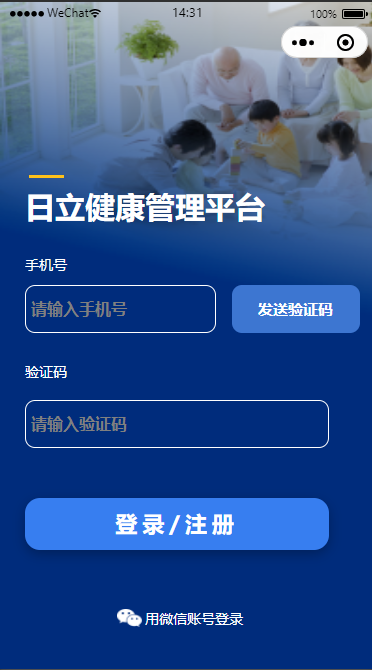 WeChat 14:31 100%
日立健康管理平台
手机号
请输入手机号 发送验证码
验证码
请输入验证码
登录/注册
用微信账号登录